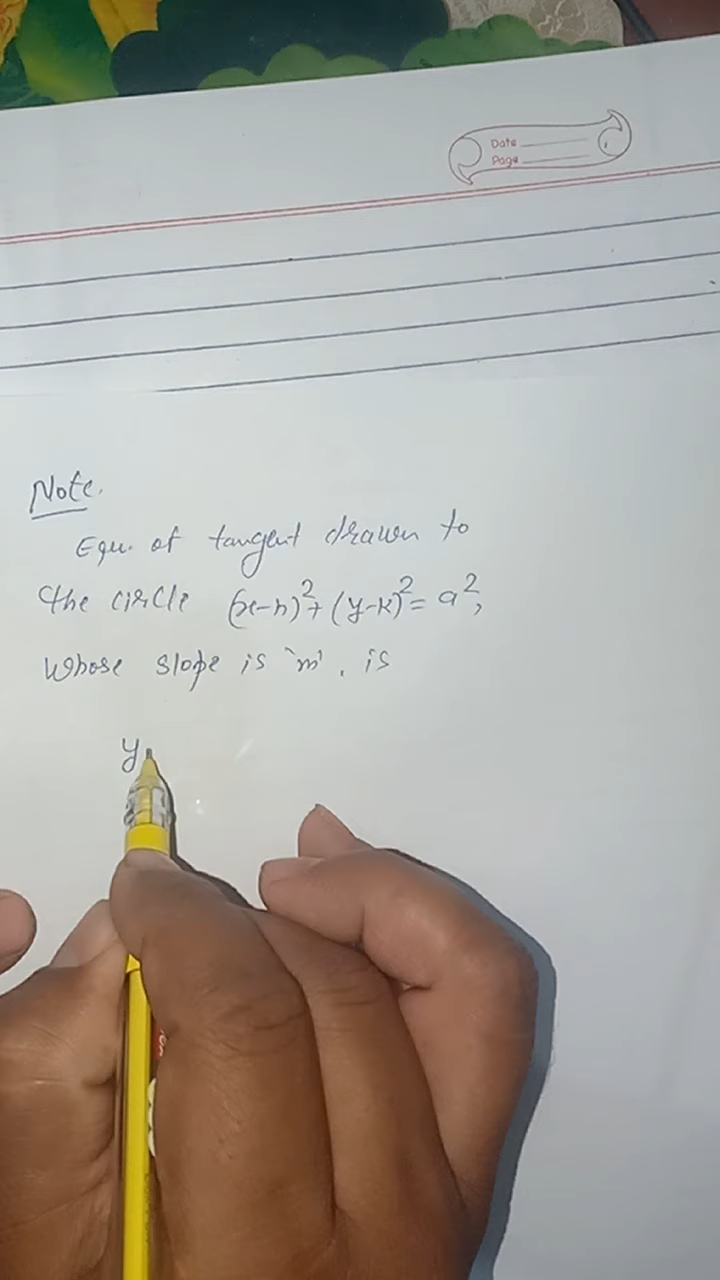 Date
Page
Note.
Equ. of tangent drawn to
the circle (x-h)²+(y-k)²= a²,
whose slope is `m', is
y